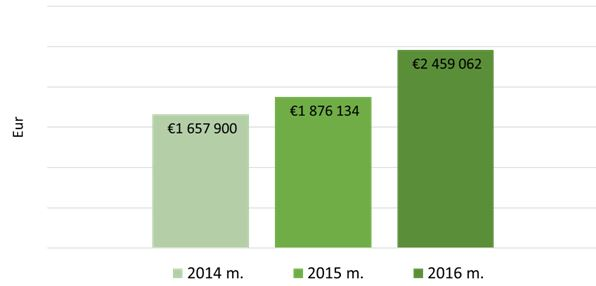 €2 459 062
€1 876 134
€1 657 900
Eur
2014 m.
2015 m.
2016 m.